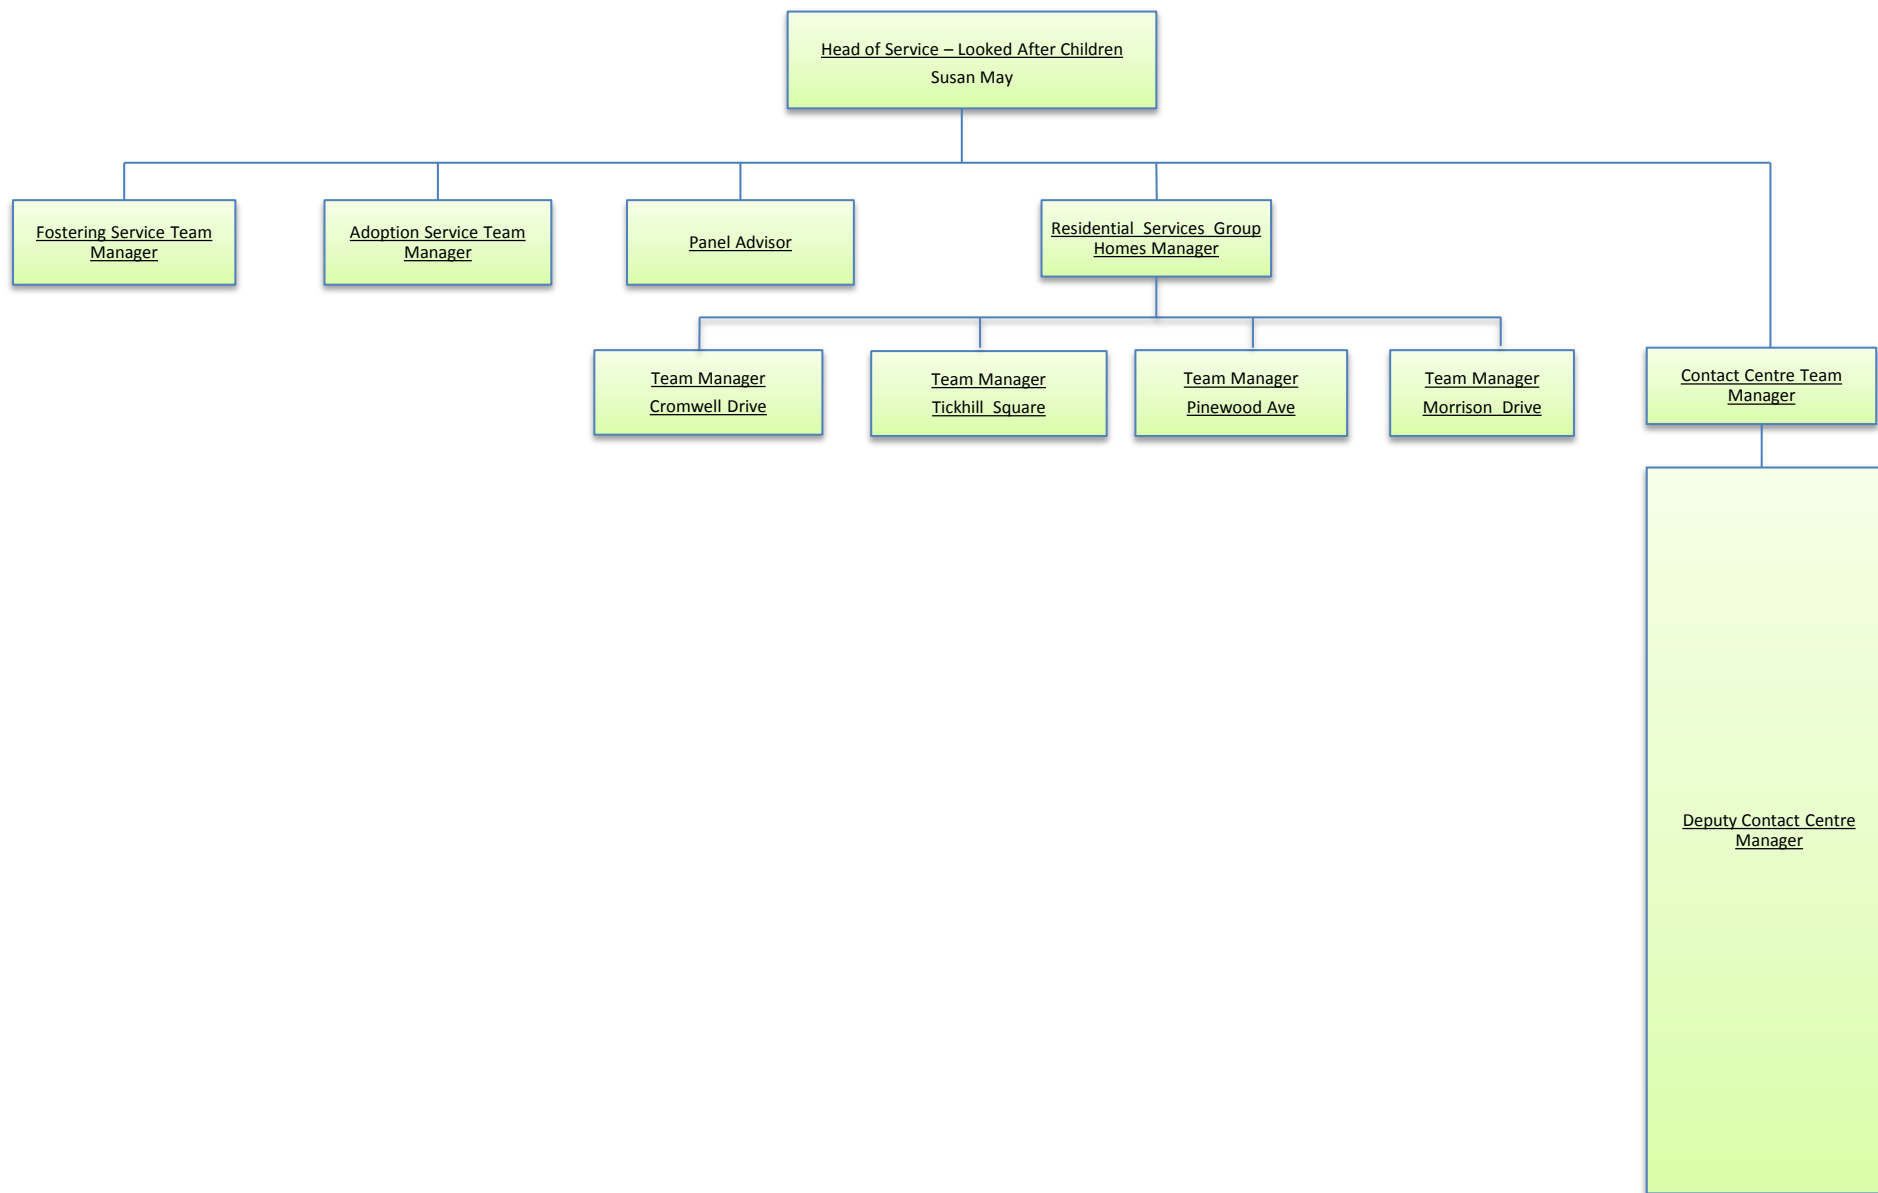 Head of Service – Looked After Children
Susan May
Fostering Service Team
Manager
Adoption Service Team
Manager
Panel Advisor
Residential Services Group
Homes Manager
Team Manager
Cromwell Drive
Team Manager
Tickhill Square
Team Manager
Pinewood Ave
Team Manager
Morrison Drive
Contact Centre Team
Manager
Deputy Contact Centre
Manager